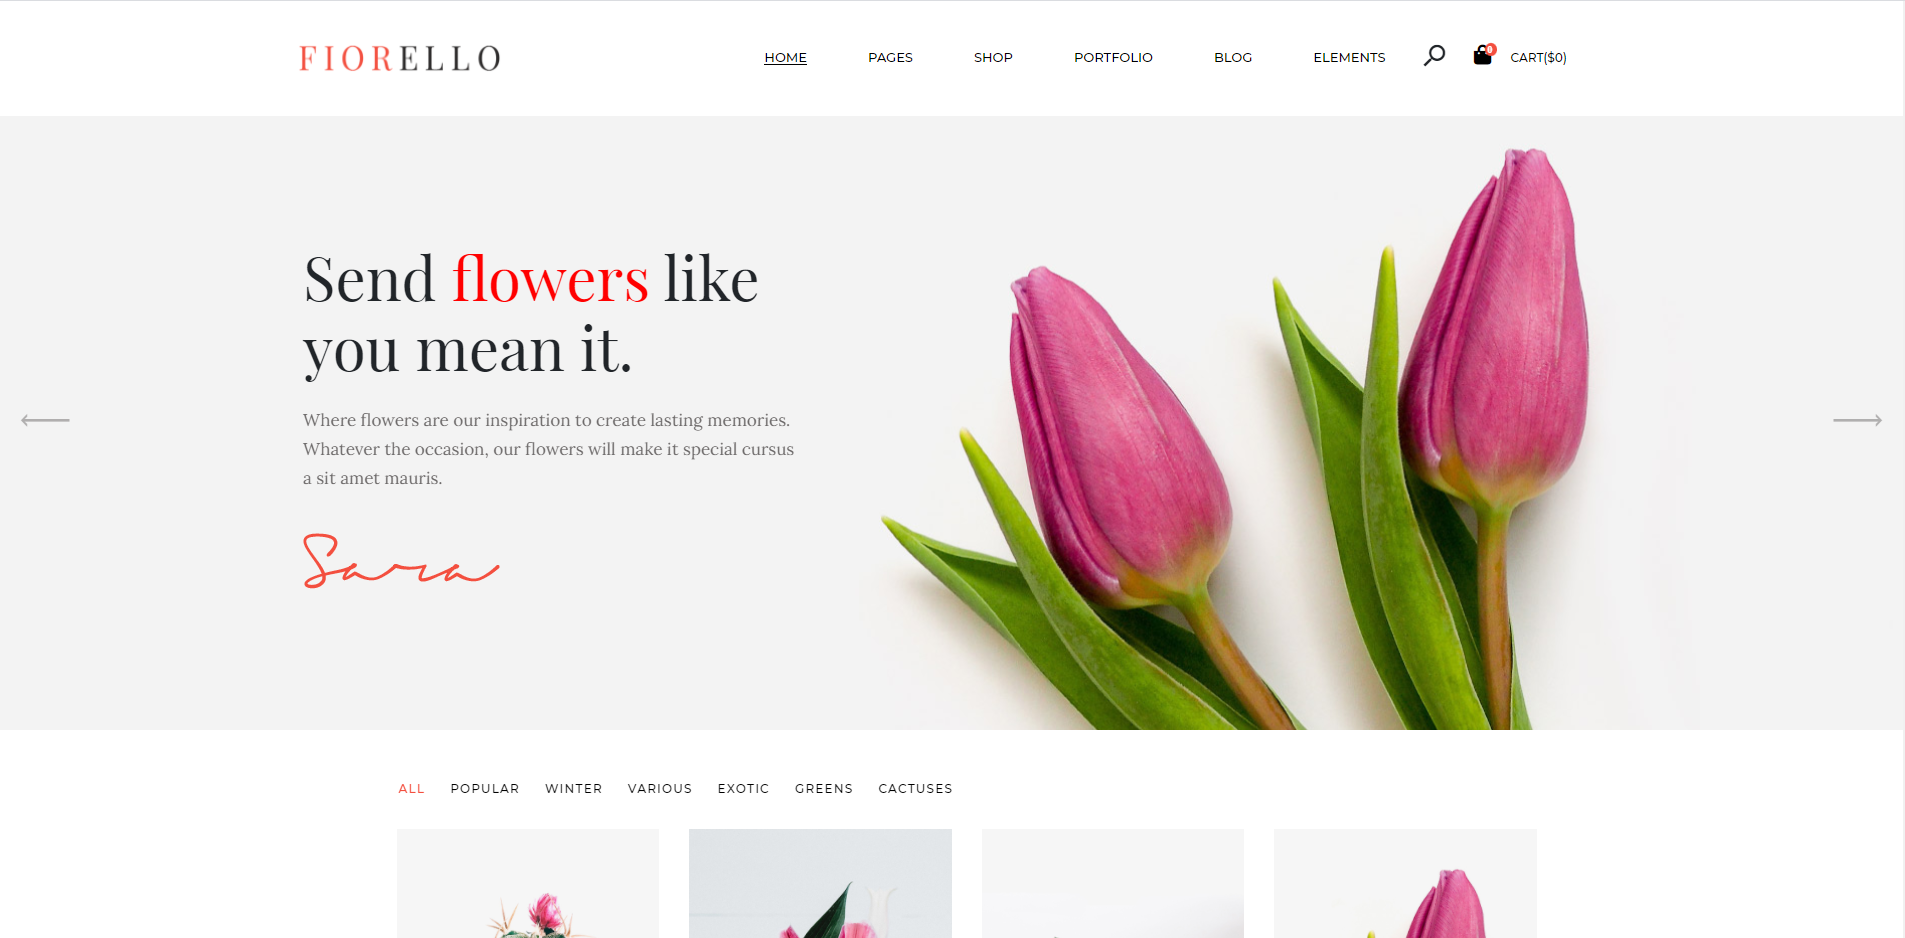 FIORELLO
HOME PAGES SHOP PORTFOLIO BLOG ELEMENTS 0 CART($0)
Send flowers like
you mean it.
Where flowers are our inspiration to create lasting memories.
Whatever the occasion, our flowers will make it special cursus
a sit amet mauris.
Sara
ALL POPULAR WINTER VARIOUS EXOTIC GREENS CACTUSES